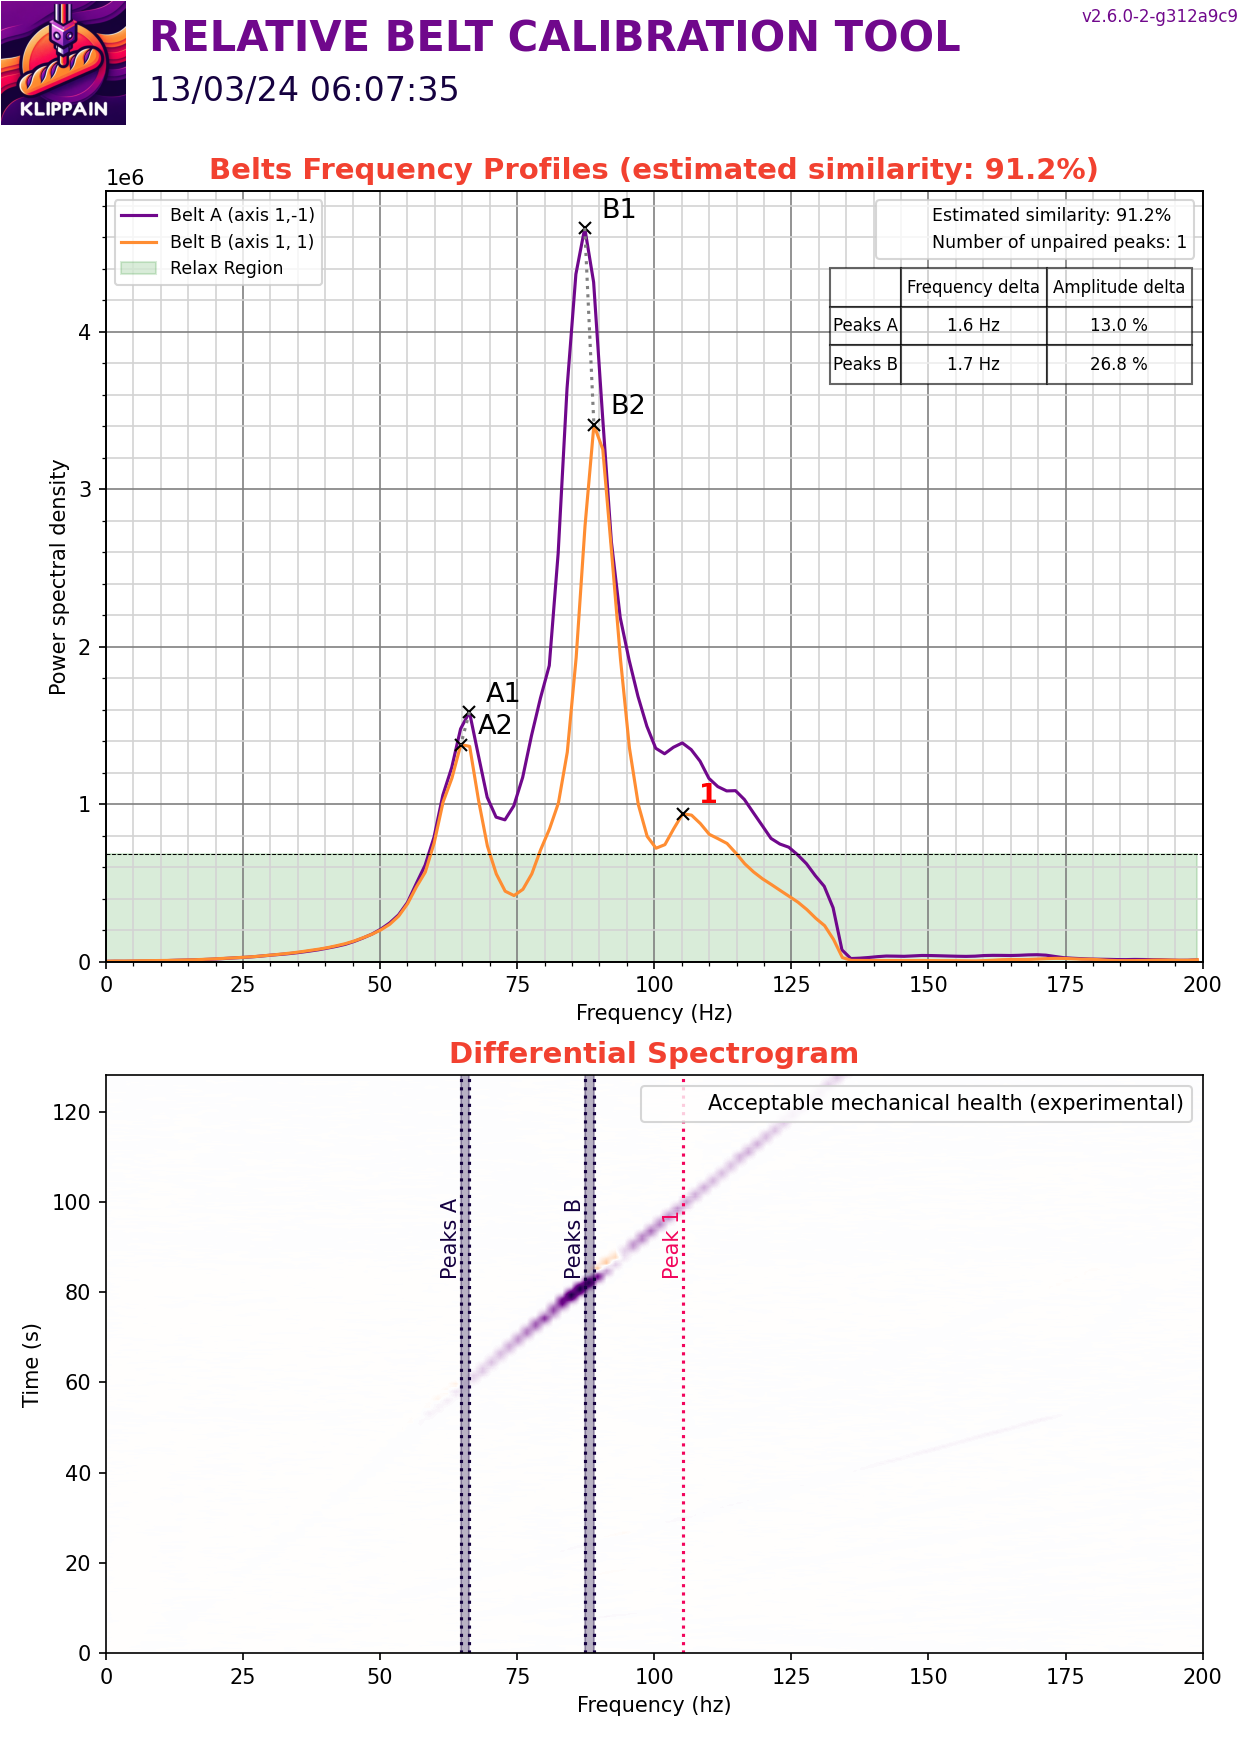 KLIPPAIN
RELATIVE BELT CALIBRATION TOOL
13/03/24 06:07:35
v2.6.0-2-g312a9c9
Belts Frequency Profiles (estimated similarity: 91.2%)
1e6
Belt A (axis 1,-1)
Belt B (axis 1, 1)
Relax Region
Estimated similarity: 91.2%
Number of unpaired peaks: 1
Frequency delta Amplitude delta
Peaks A 1.6 Hz 13.0 %
Peaks B 1.7 Hz 26.8 %
B1
B2
A1
A2
1
Power spectral density
4
3
2
1
0
0 25 50 75 100 125 150 175 200
Frequency (Hz)
Differential Spectrogram
Acceptable mechanical health (experimental)
Peaks A
Peaks B
Peak 1
Time (s)
120
100
80
60
40
20
0
0 25 50 75 100 125 150 175 200
Frequency (hz)